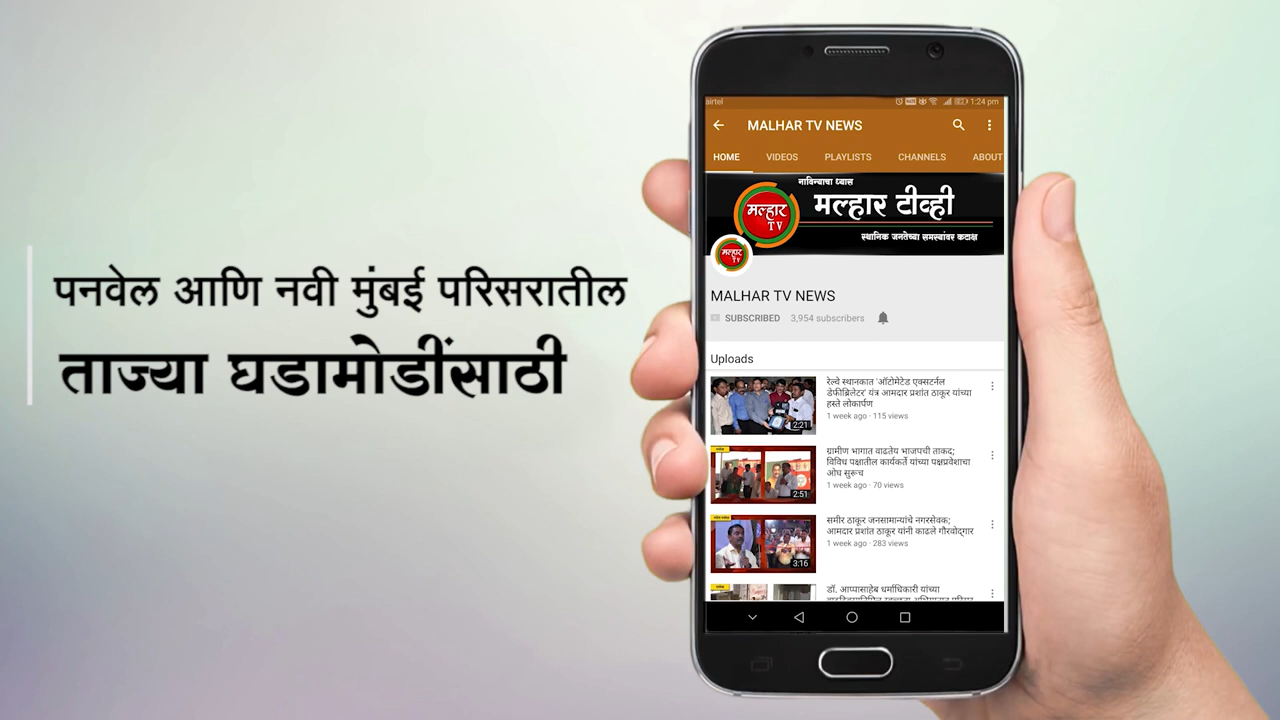 पनवेल आणि नवी मुंबई परिसरातील
ताज्या घडामोडींसाठी
airtel
1:24 pm
MALHAR TV NEWS
HOME VIDEOS PLAYLISTS CHANNELS ABOUT
नाविन्याचा ध्यास
मल्हार टीव्ही
मल्हार
TV
स्थानिक जनतेच्या समस्यांवर कटाक्ष
मल्हार
TV
MALHAR TV NEWS
SUBSCRIBED 3,954 subscribers
Uploads
रेल्वे स्थानकात 'ऑटोमेटेड एक्सटर्नल
डेफीब्रिलेटर' यंत्र आमदार प्रशांत ठाकूर यांच्या
हस्ते लोकार्पण
1 week ago · 115 views
2:21
ग्रामीण भागात वाढतेय भाजपची ताकद;
विविध पक्षातील कार्यकर्ते यांच्या पक्षप्रवेशाचा
ओघ सुरूच
1 week ago · 70 views
2:51
समीर ठाकूर जनसामान्यांचे नगरसेवक;
आमदार प्रशांत ठाकूर यांनी काढले गौरवोद्‌गार
1 week ago · 283 views
3:16
डॉ. आप्पासाहेब धर्माधिकारी यांच्या